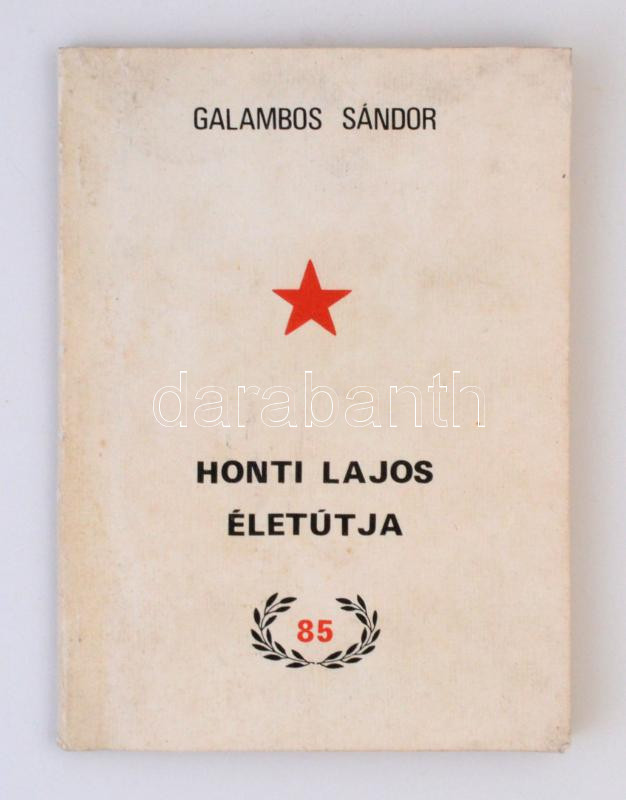 GALAMBOS SÁNDOR
darabanth
HONTI LAJOS
ÉLETÚTJA
85